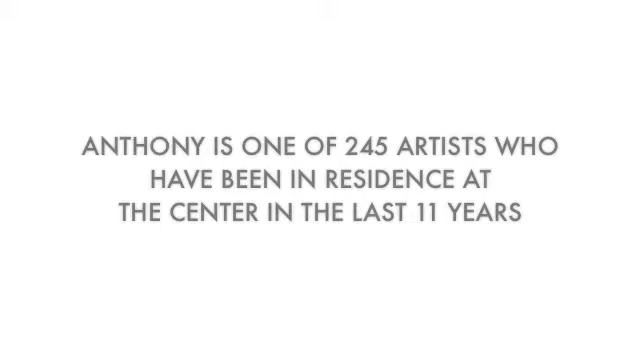 ANTHONY IS ONE OF 245 ARTISTS WHO
HAVE BEEN IN RESIDENCE AT
THE CENTER IN THE LAST 11 YEARS